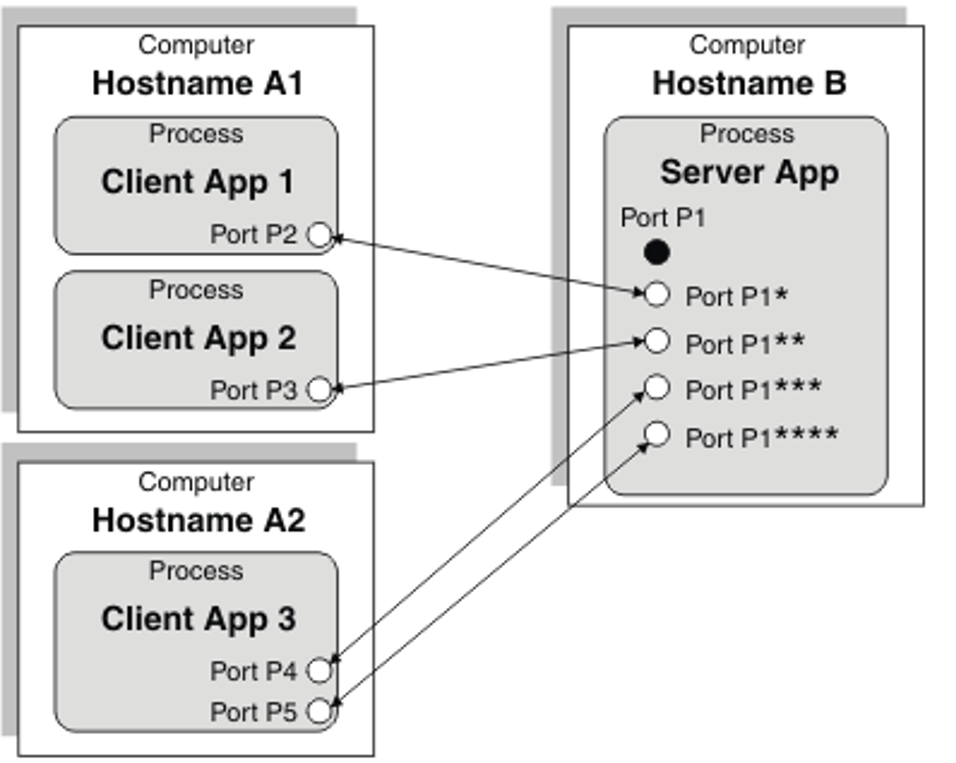 Computer
Hostname A1
Process
Client App 1
Port P2
Process
Client App 2
Port P3
Computer
Hostname A2
Process
Client App 3
Port P4
Port P5
Computer
Hostname B
Process
Server App
Port P1
Port P1*
Port P1**
Port P1***
Port P1****